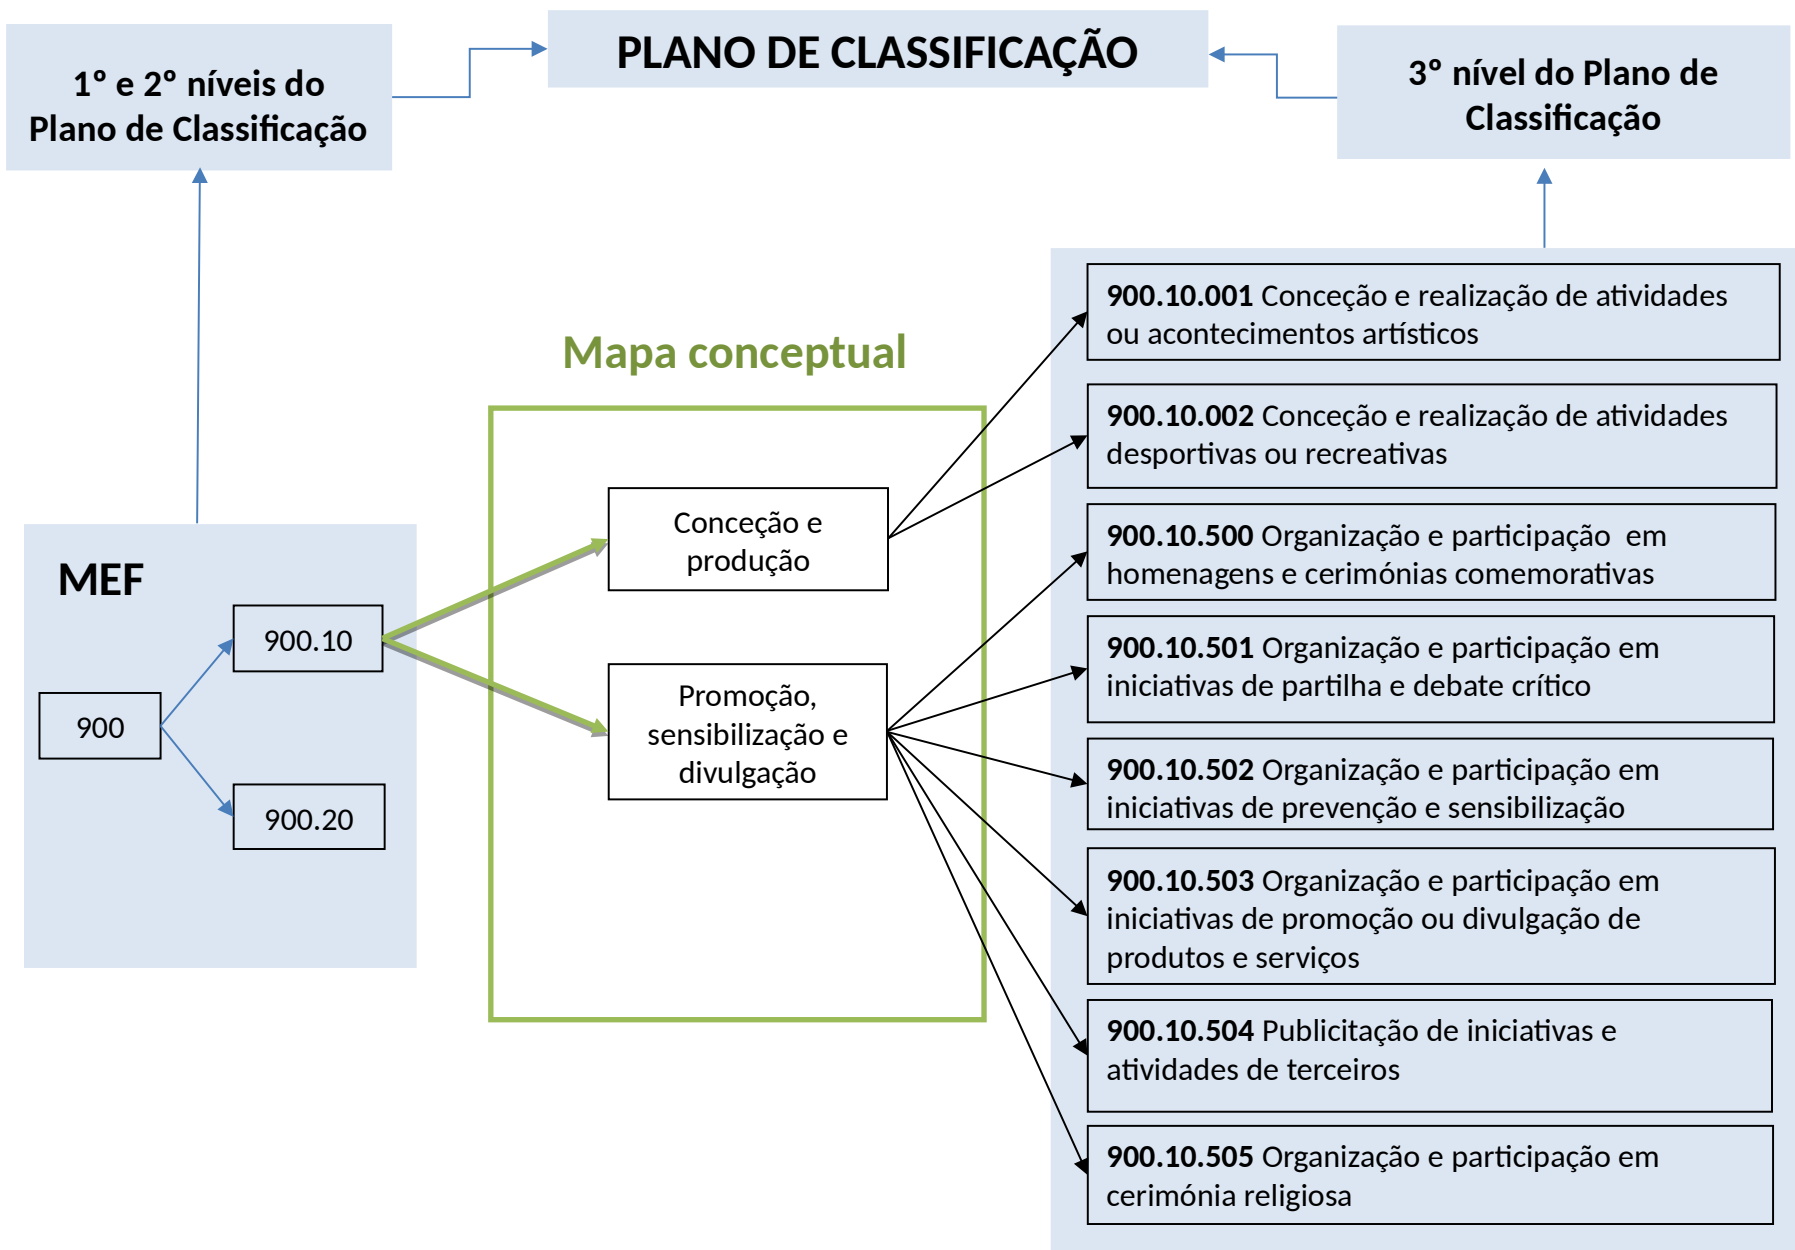 PLANO DE CLASSIFICAÇÃO
1º e 2º níveis do
Plano de Classificação
3º nível do Plano de
Classificação
Mapa conceptual
MEF
900
900.10
900.20
Conceção e
produção
Promoção,
sensibilização e
divulgação
900.10.001 Conceção e realização de atividades
ou acontecimentos artísticos
900.10.002 Conceção e realização de atividades
desportivas ou recreativas
900.10.500 Organização e participação  em
homenagens e cerimónias comemorativas
900.10.501 Organização e participação em
iniciativas de partilha e debate crítico
900.10.502 Organização e participação em
iniciativas de prevenção e sensibilização
900.10.503 Organização e participação em
iniciativas de promoção ou divulgação de
produtos e serviços
900.10.504 Publicitação de iniciativas e
atividades de terceiros
900.10.505 Organização e participação em
cerimónia religiosa